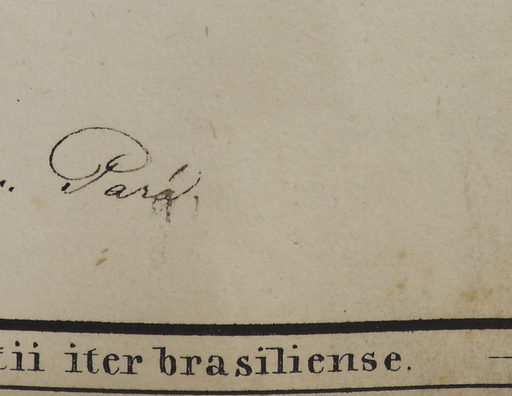 Pará.
tii iter brasiliense.